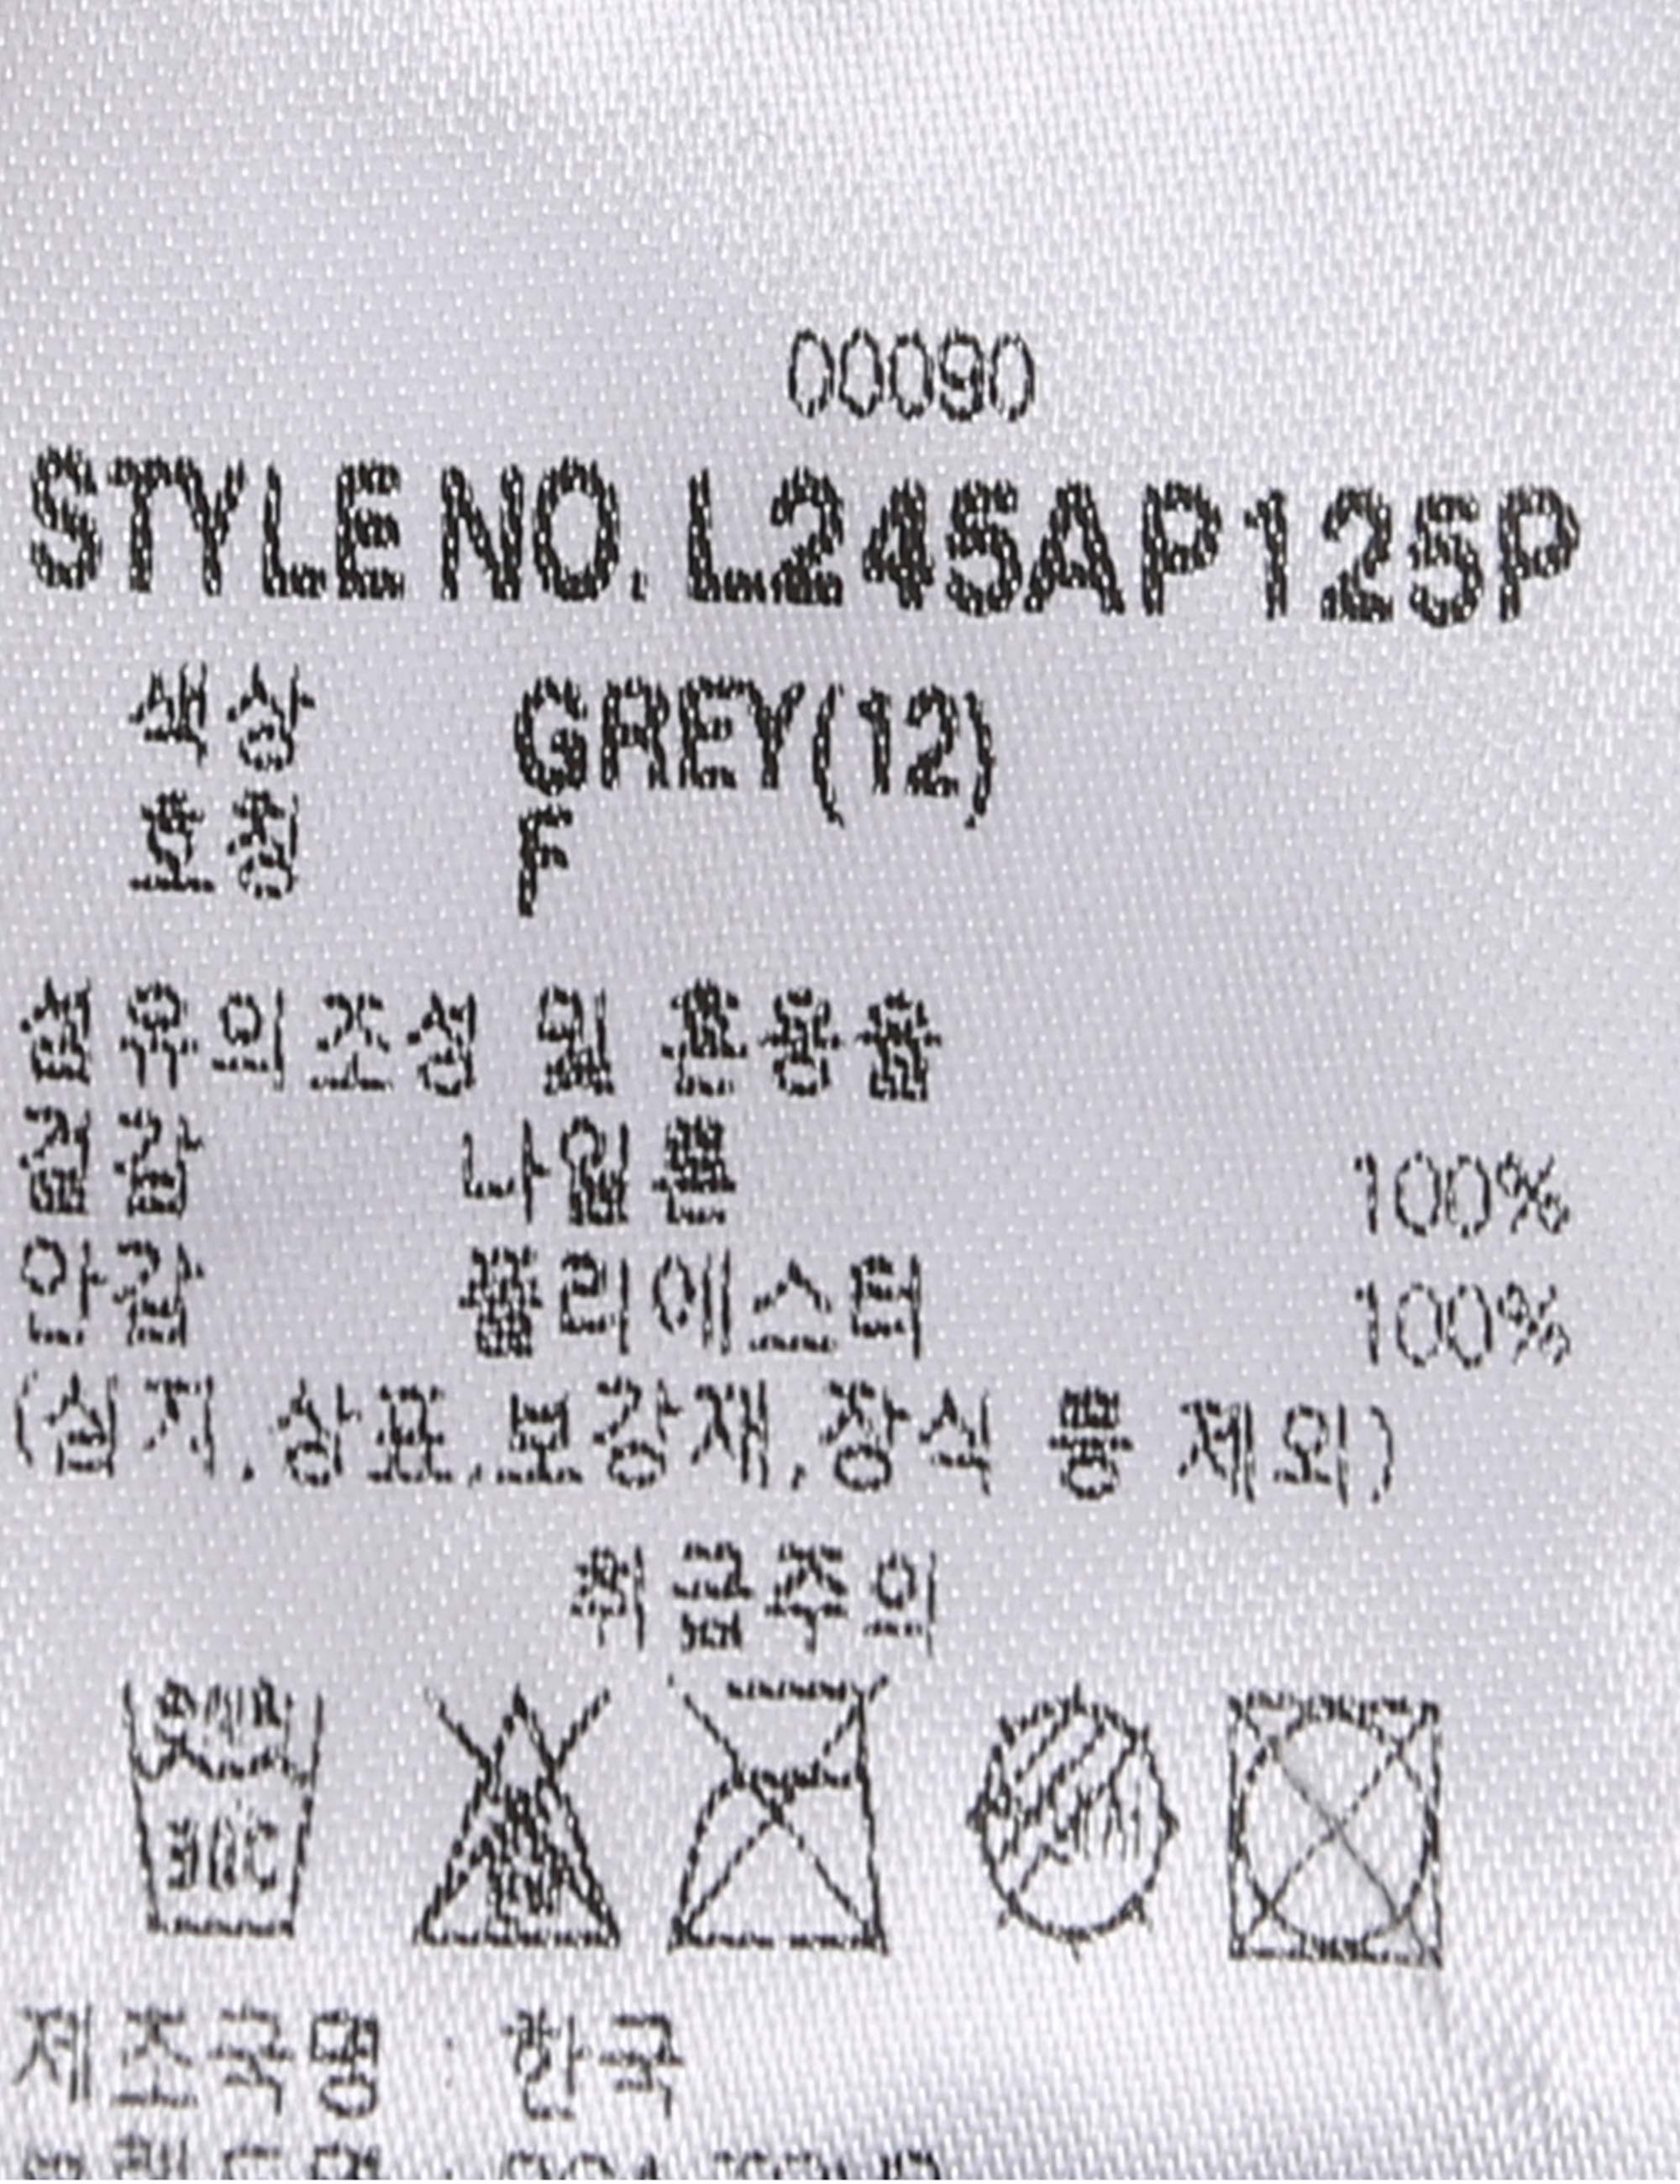 00090
STYLE NO. L245AP125P
색상 GREY(12)
호칭 F
섬유의조성 및 혼용율
겉감 나일론 100%
안감 폴리에스터 100%
(심지,상표,보강재,장식 등 제외)
취급주의
30℃
제조국명 : 한국